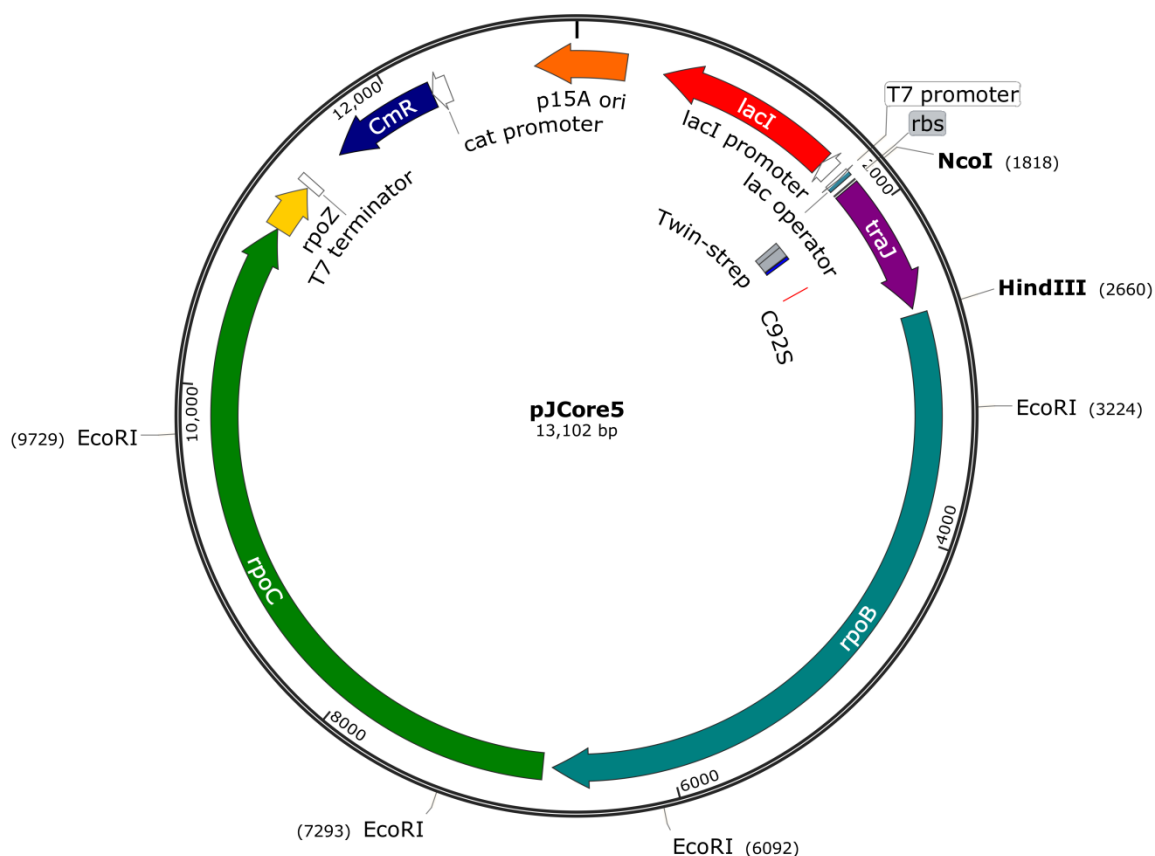 p15A ori
12,000
CmR
cat promoter
lacI
lacI promoter
T7 promoter
rbs
NcoI (1818)
2000
lac operator
traJ
rpoZ
T7 terminator
Twin-strep
C92S
HindIII (2660)
10,000
pJCore5
13,102 bp
EcoRI (3224)
(9729) EcoRI
4000
rpoC
rpoB
8000
6000
(7293) EcoRI
EcoRI (6092)